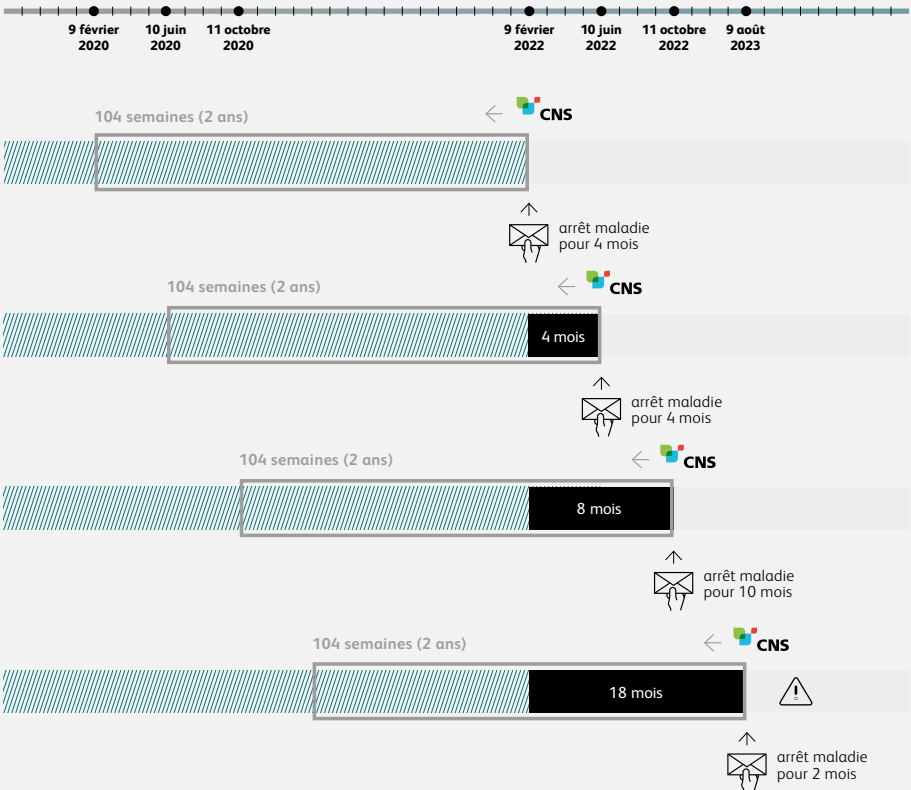 9 février
2020
10 juin
2020
11 octobre
2020
9 février
2022
10 juin
2022
11 octobre
2022
9 août
2023
104 semaines (2 ans)
CNS
arrêt maladie
pour 4 mois
104 semaines (2 ans)
CNS
4 mois
arrêt maladie
pour 4 mois
104 semaines (2 ans)
CNS
8 mois
arrêt maladie
pour 10 mois
104 semaines (2 ans)
CNS
18 mois
arrêt maladie
pour 2 mois